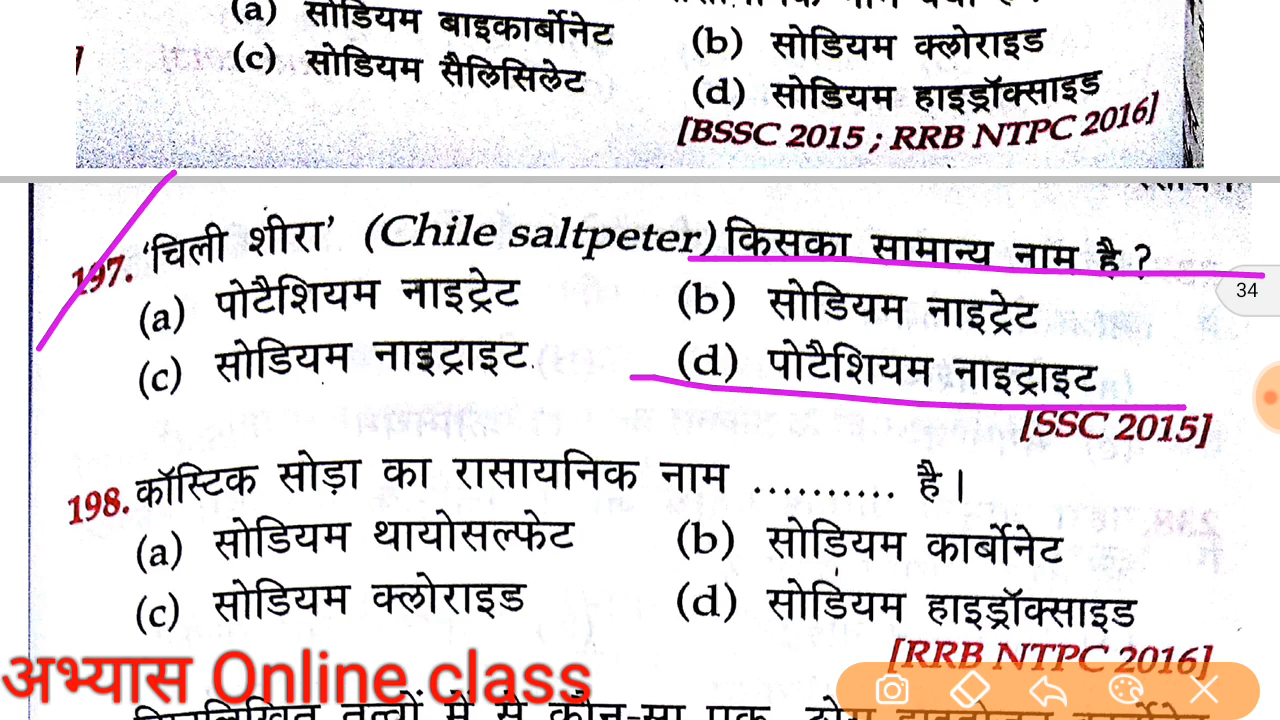 (a) सोडियम बाइकार्बोनेट
(b) सोडियम क्लोराइड
(c) सोडियम सैलिसिलेट
(d) सोडियम हाइड्रॉक्साइड
[BSSC 2015 ; RRB NTPC 2016]
197. ‘चिली शीरा’ (Chile saltpeter) किसका सामान्य नाम है ?
(a) पोटैशियम नाइट्रेट (b) सोडियम नाइट्रेट
(c) सोडियम नाइट्राइट (d) पोटैशियम नाइट्राइट
[SSC 2015]
34
198. कॉस्टिक सोड़ा का रासायनिक नाम .......... है।
(a) सोडियम थायोसल्फेट (b) सोडियम कार्बोनेट
(c) सोडियम क्लोराइड (d) सोडियम हाइड्रॉक्साइड
[RRB NTPC 2016]
अभ्यास Online class